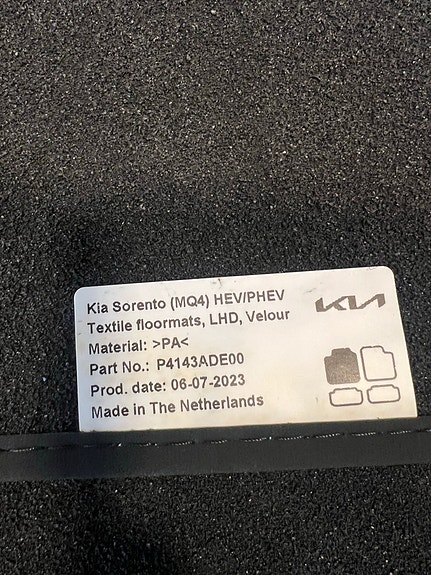 Kia Sorento (MQ4) HEV/PHEV
KIA
Textile floormats, LHD, Velour
Material: >PA<
Part No.: P4143ADE00
Prod. date: 06-07-2023
Made in The Netherlands